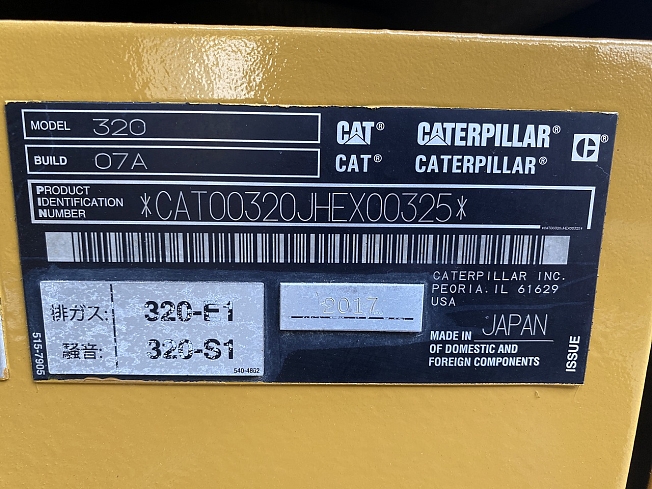 MODEL 320
BUILD 07A
CAT® CATERPILLAR®
CAT® CATERPILLAR®
PRODUCT
IDENTIFICATION
NUMBER
*CAT00320JHEX00325*
*CAT00320JHEX00325*
CATERPILLAR INC.
PEORIA, IL 61629
USA
排ガス: 320-E1
騒音: 320-S1
540-4802
2017
MADE IN JAPAN
OF DOMESTIC AND
FOREIGN COMPONENTS
515-7905
ISSUE